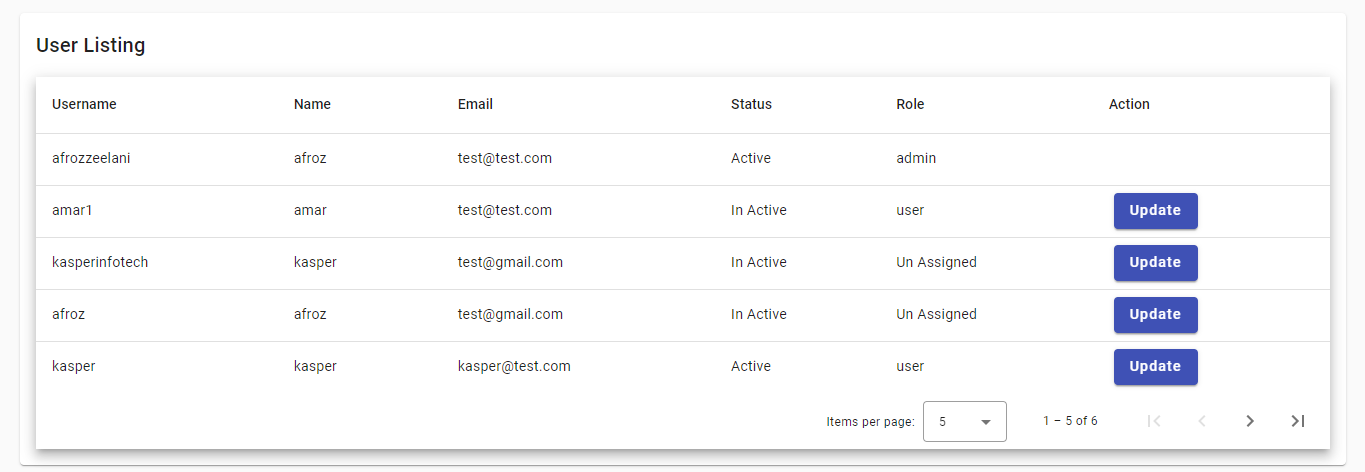 User Listing
Username Name Email Status Role Action
afrozzeelani afroz test@test.com Active admin
amar1 amar test@test.com In Active user Update
kasperinfotech kasper test@gmail.com In Active Un Assigned Update
afroz afroz test@gmail.com In Active Un Assigned Update
kasper kasper kasper@test.com Active user Update
Items per page: 5 1 – 5 of 6